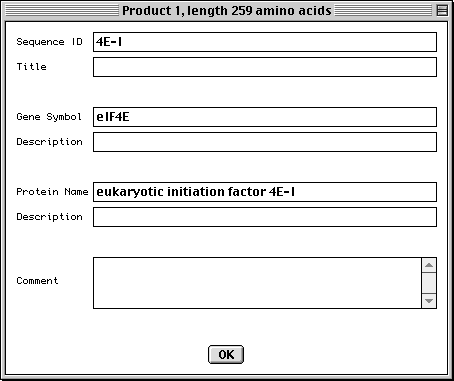 Product 1, length 259 amino acids
Sequence ID 4E-I
Title
Gene Symbol eIF4E
Description
Protein Name eukaryotic initiation factor 4E-I
Description
Comment
OK